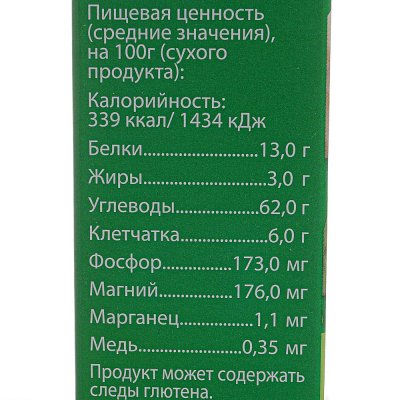 Пищевая ценность
(средние значения),
на 100г (сухого
продукта):
Калорийность:
339 ккал/ 1434 кДж
Белки......................13,0 г
Жиры.......................3,0 г
Углеводы...............62,0 г
Клетчатка................6,0 г
Фосфор.............173,0 мг
Магний.............176,0 мг
Марганец..............1,1 мг
Медь....................0,35 мг
Продукт может содержать
следы глютена.